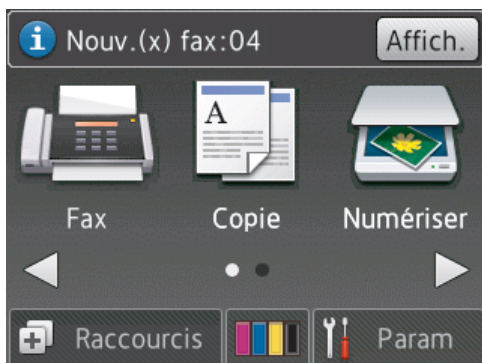 Nouv.(x) fax:04 Affich.
A
Fax Copie Numériser
Raccourcis Param